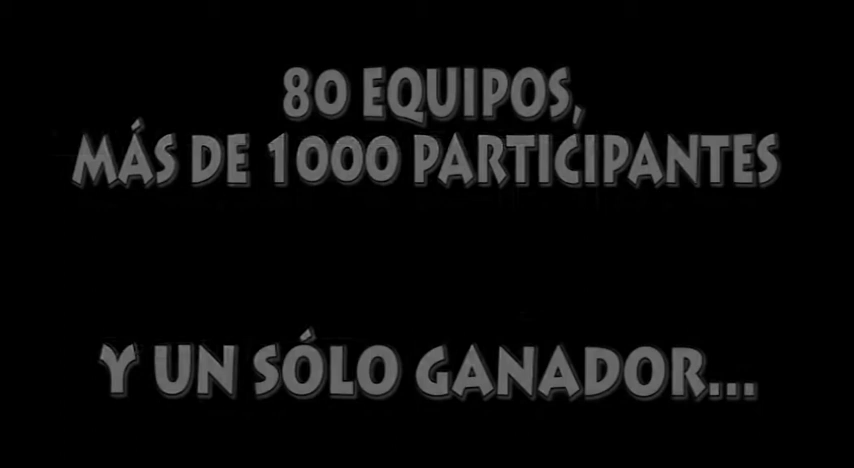 80 EQUIPOS,
MÁS DE 1000 PARTICIPANTES
Y UN SÓLO GANADOR...